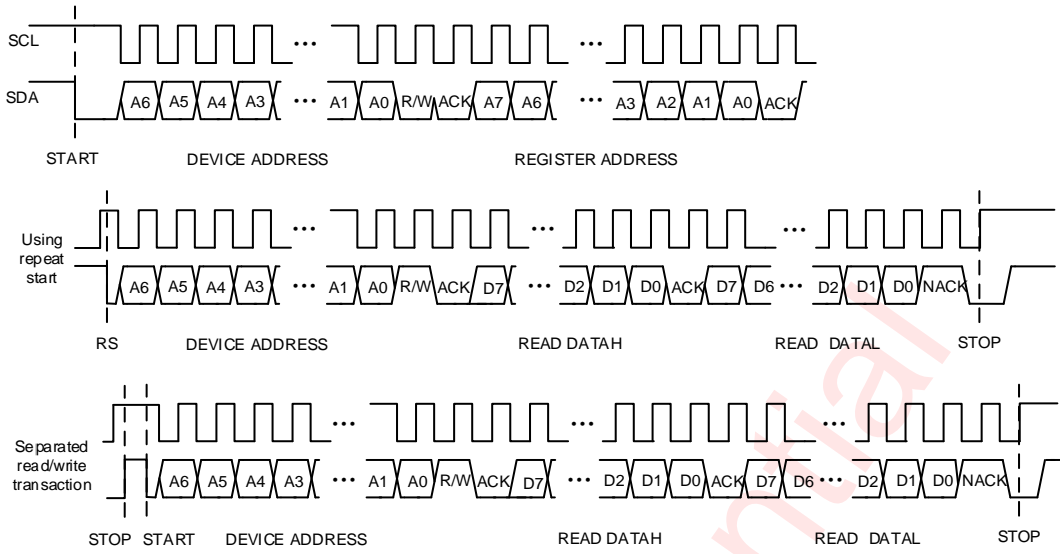 SCL
SDA A6 A5 A4 A3 ••• A1 A0 R/W ACK A7 A6 ••• A3 A2 A1 A0 ACK
START DEVICE ADDRESS REGISTER ADDRESS
Using
repeat
start
A6 A5 A4 A3 ••• A1 A0 R/W ACK D7 ••• D2 D1 D0 ACK D7 D6 ••• D2 D1 D0 NACK
RS DEVICE ADDRESS READ DATAH READ DATAL STOP
Separated
read/write
transaction
A6 A5 A4 A3 ••• A1 A0 R/W ACK D7 ••• D2 D1 D0 ACK D7 D6 ••• D2 D1 D0 NACK
STOP START DEVICE ADDRESS READ DATAH READ DATAL STOP
ntial